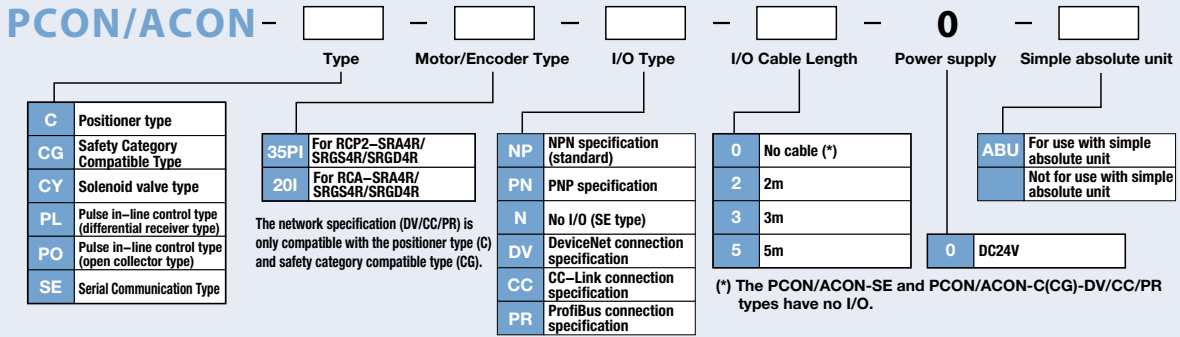 PCON/ACON- – – – – 0 –
Type Motor/Encoder Type I/O Type I/O Cable Length Power supply Simple absolute unit
C Positioner type
CG Safety Category
Compatible Type
CY Solenoid valve type
PL Pulse in–line control type
(differential receiver type)
PO Pulse in–line control type
(open collector type)
SE Serial Communication Type
35PI For RCP2–SRA4R/
SRGS4R/SRGD4R
20I For RCA–SRA4R/
SRGS4R/SRGD4R
The network specification (DV/CC/PR) is
only compatible with the positioner type (C)
and safety category compatible type (CG).
NP NPN specification
(standard)
PN PNP specification
N No I/O (SE type)
DV DeviceNet connection
specification
CC CC–Link connection
specification
PR ProfiBus connection
specification
0 No cable (*)
2 2m
3 3m
5 5m
(*) The PCON/ACON-SE and PCON/ACON-C(CG)-DV/CC/PR
types have no I/O.
0 DC24V
ABU For use with simple
absolute unit
Not for use with simple
absolute unit